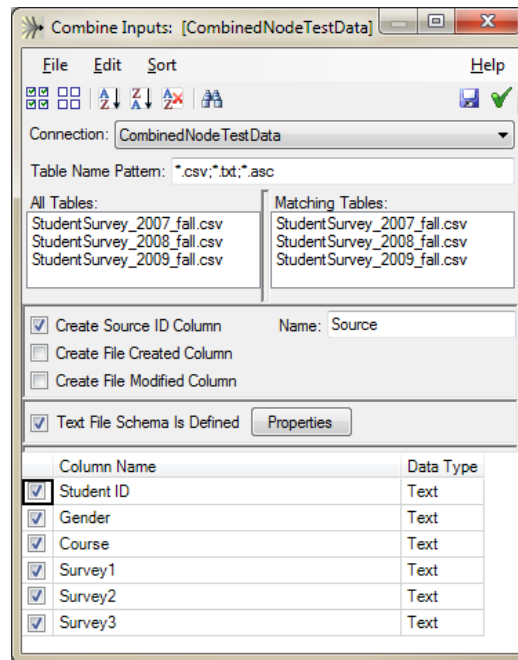 Combine Inputs: [CombinedNodeTestData]
File Edit Sort Help
Connection: CombinedNodeTestData
Table Name Pattern: *.csv;*.txt;*.asc
All Tables: Matching Tables:
StudentSurvey_2007_fall.csv StudentSurvey_2007_fall.csv
StudentSurvey_2008_fall.csv StudentSurvey_2008_fall.csv
StudentSurvey_2009_fall.csv StudentSurvey_2009_fall.csv
Create Source ID Column Name: Source
Create File Created Column
Create File Modified Column
Text File Schema Is Defined Properties
Column Name Data Type
Student ID Text
Gender Text
Course Text
Survey1 Text
Survey2 Text
Survey3 Text